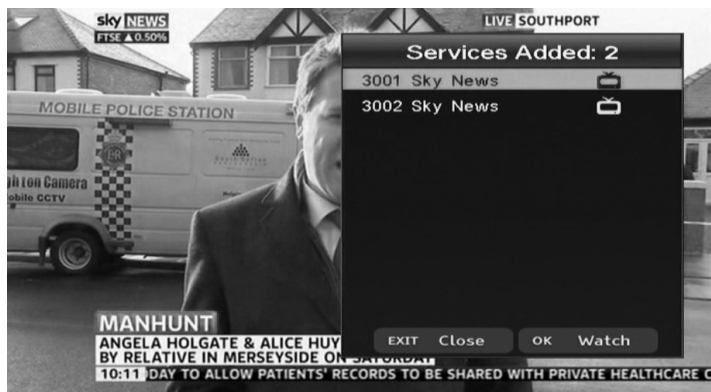 sky NEWS
FTSE ▲0.50%
LIVE SOUTHPORT
Services Added: 2
3001 Sky News
3002 Sky News
MOBILE POLICE STATION
Camera
obile CCTV
EXIT Close OK Watch
MANHUNT
ANGELA HOLGATE & ALICE HUY
BY RELATIVE IN MERSEYSIDE ON SATURDAY
10:11 DAY TO ALLOW PATIENTS' RECORDS TO BE SHARED WITH PRIVATE HEALTHCARE C